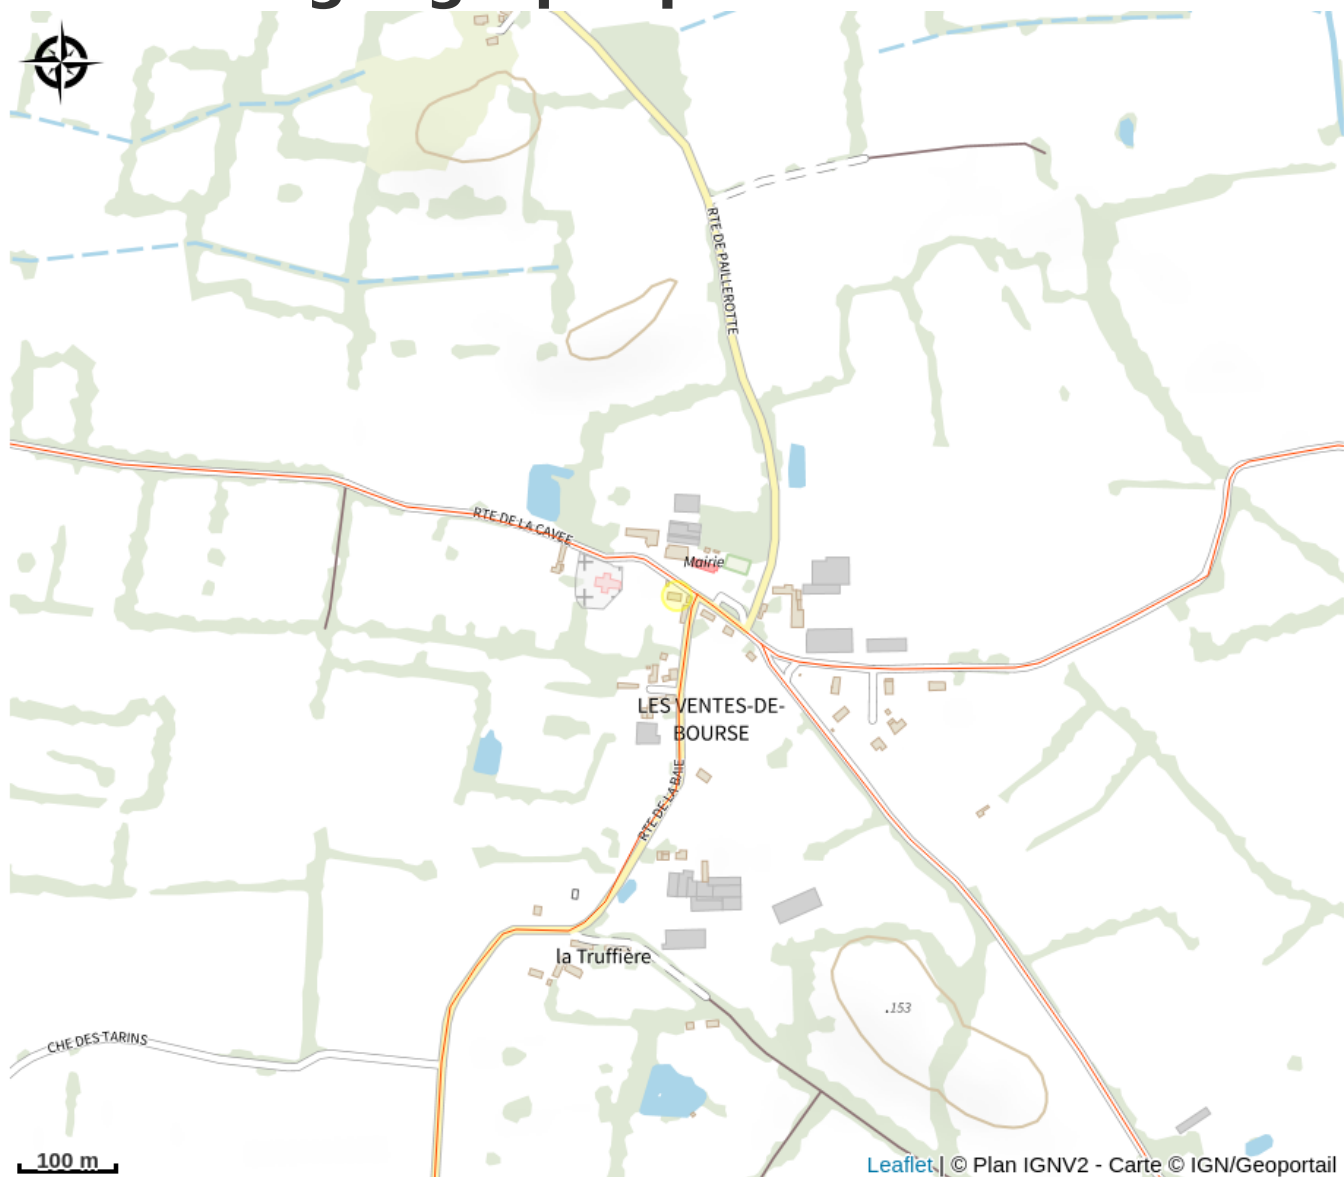 RTE DE PAILLEROTTE
RTE DE LA CAVEE
Mairie
LES VENTES-DE-
BOURSE
RTE DE LA BAIE
la Truffière
.153
CHE DES TARINS
100 m
Leaflet | © Plan IGNV2 - Carte © IGN/Geoportail